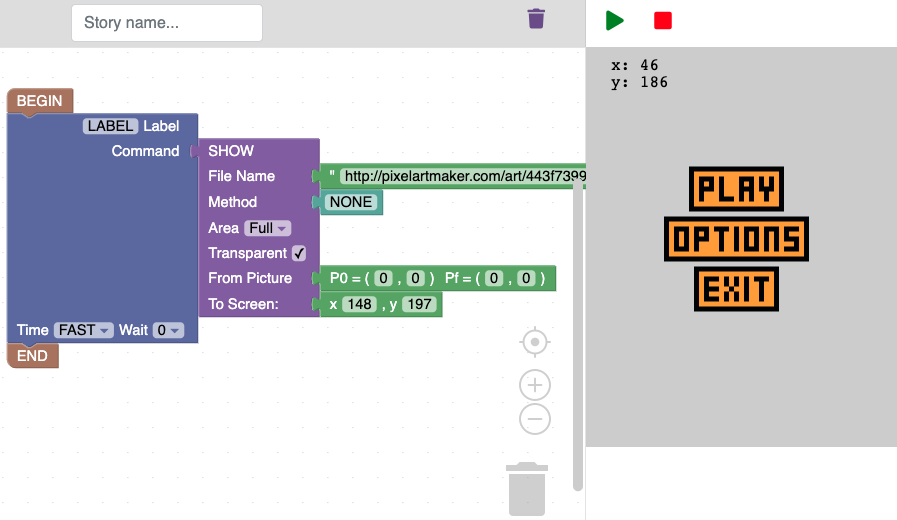 Story name...
BEGIN
LABEL Label
Command
SHOW
File Name " http://pixelartmaker.com/art/443f7399
Method NONE
Area Full
Transparent ✓
From Picture P0 = ( 0 , 0 ) Pf = ( 0 , 0 )
To Screen: x 148 , y 197
Time FAST Wait 0
END
x: 46
y: 186
PLAY
OPTIONS
EXIT